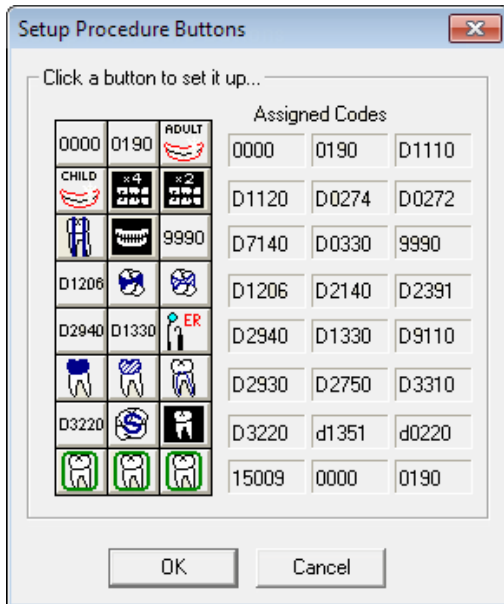 Setup Procedure Buttons
Click a button to set it up...
Assigned Codes
0000 0190 ADULT 0000 0190 D1110
CHILD x4 x2 D1120 D0274 D0272
9990 D7140 D0330 9990
D1206 D1206 D2140 D2391
D2940 D1330 ER D2940 D1330 D9110
D2930 D2750 D3310
D3220 S D3220 d1351 d0220
15009 0000 0190
OK Cancel